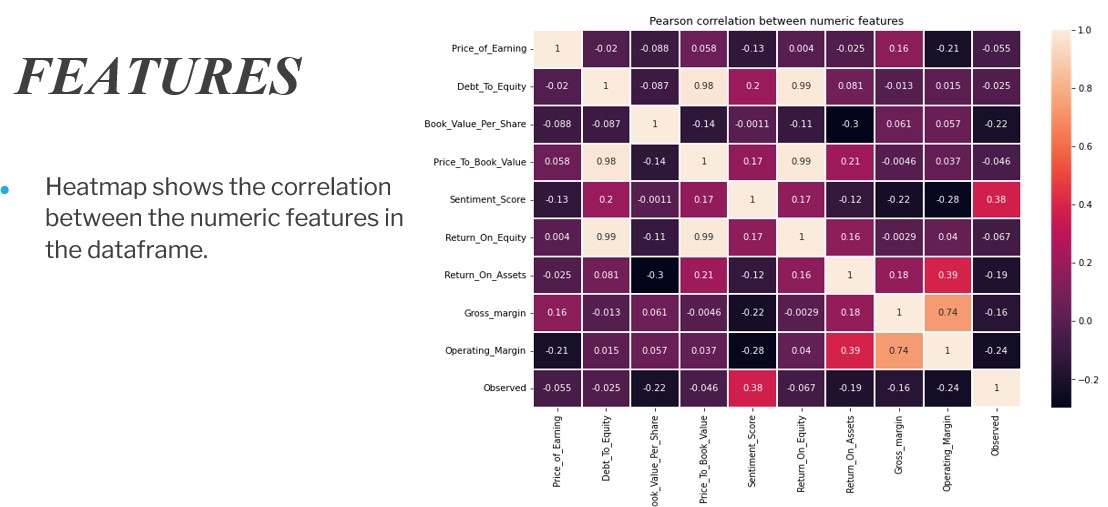 FEATURES
• Heatmap shows the correlation
between the numeric features in
the dataframe.
Pearson correlation between numeric features
Price_of_Earning 1 -0.02 -0.088 0.058 -0.13 0.004 -0.025 0.16 -0.21 -0.055
Debt_To_Equity -0.02 1 -0.087 0.98 0.2 0.99 0.081 -0.013 0.015 -0.025
Book_Value_Per_Share -0.088 -0.087 1 -0.14 -0.0011 -0.11 -0.3 0.061 0.057 -0.22
Price_To_Book_Value 0.058 0.98 -0.14 1 0.17 0.99 0.21 -0.0046 0.037 -0.046
Sentiment_Score -0.13 0.2 -0.0011 0.17 1 0.17 -0.12 -0.22 -0.28 0.38
Return_On_Equity 0.004 0.99 -0.11 0.99 0.17 1 0.16 -0.0029 0.04 -0.067
Return_On_Assets -0.025 0.081 -0.3 0.21 -0.12 0.16 1 0.18 0.39 -0.19
Gross_margin 0.16 -0.013 0.061 -0.0046 -0.22 -0.0029 0.18 1 0.74 -0.16
Operating_Margin -0.21 0.015 0.057 0.037 -0.28 0.04 0.39 0.74 1 -0.24
Observed -0.055 -0.025 -0.22 -0.046 0.38 -0.067 -0.19 -0.16 -0.24 1
Price_of_Earning
Debt_To_Equity
ook_Value_Per_Share
Price_To_Book_Value
Sentiment_Score
Return_On_Equity
Return_On_Assets
Gross_margin
Operating_Margin
Observed
1.0
0.8
0.6
0.4
0.2
0.0
−0.2